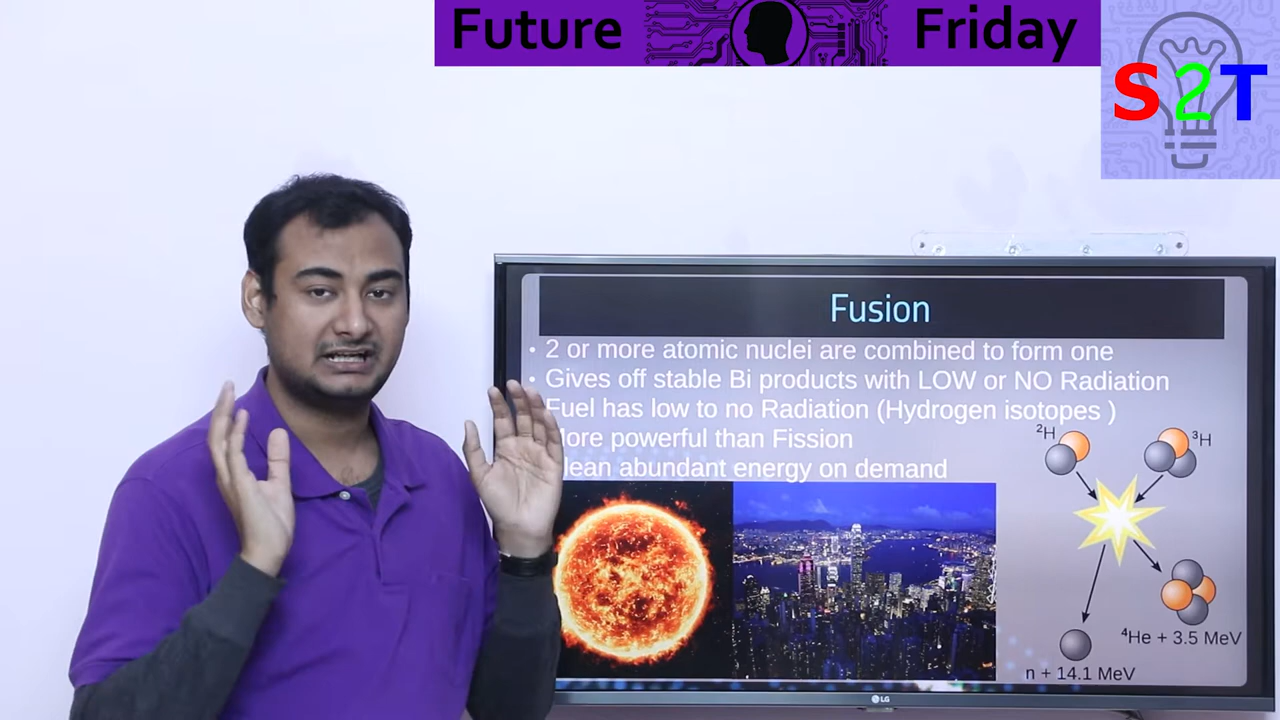 Future Friday
S2T
Fusion
• 2 or more atomic nuclei are combined to form one
• Gives off stable Bi products with LOW or NO Radiation
Fuel has low to no Radiation (Hydrogen isotopes )
More powerful than Fission
lean abundant energy on demand
²H
³H
⁴He + 3.5 MeV
n + 14.1 MeV
LG